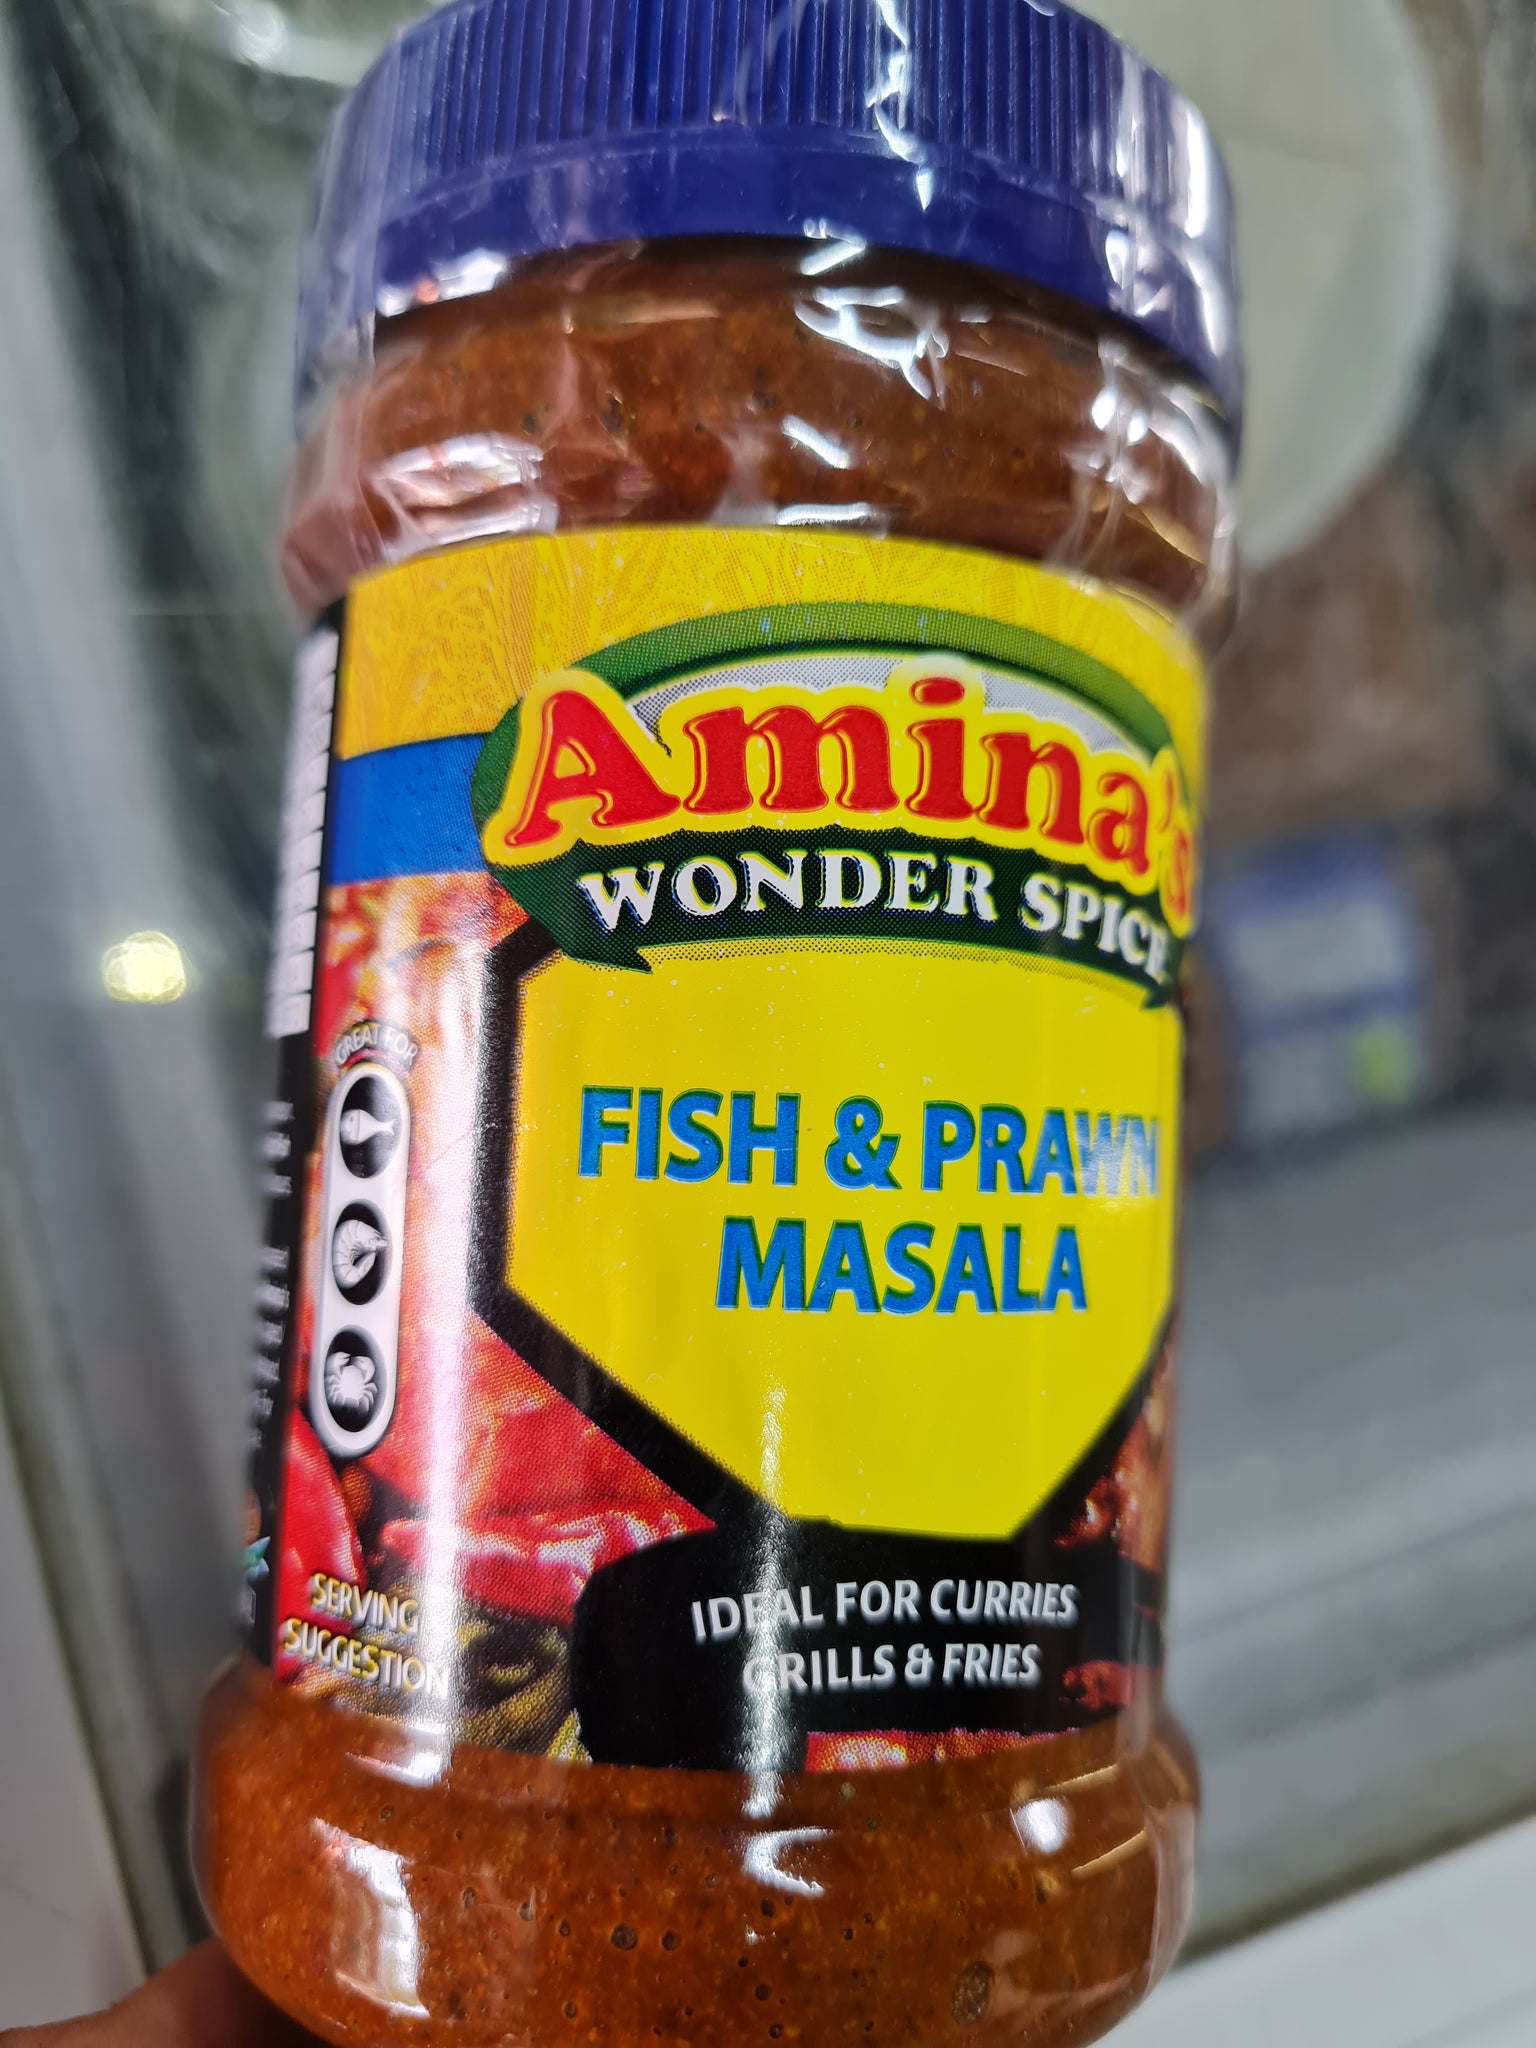 Amina's
WONDER SPICE
FISH & PRAWN
MASALA
GREAT FOR
IDEAL FOR CURRIES
GRILLS & FRIES
SERVING
SUGGESTION